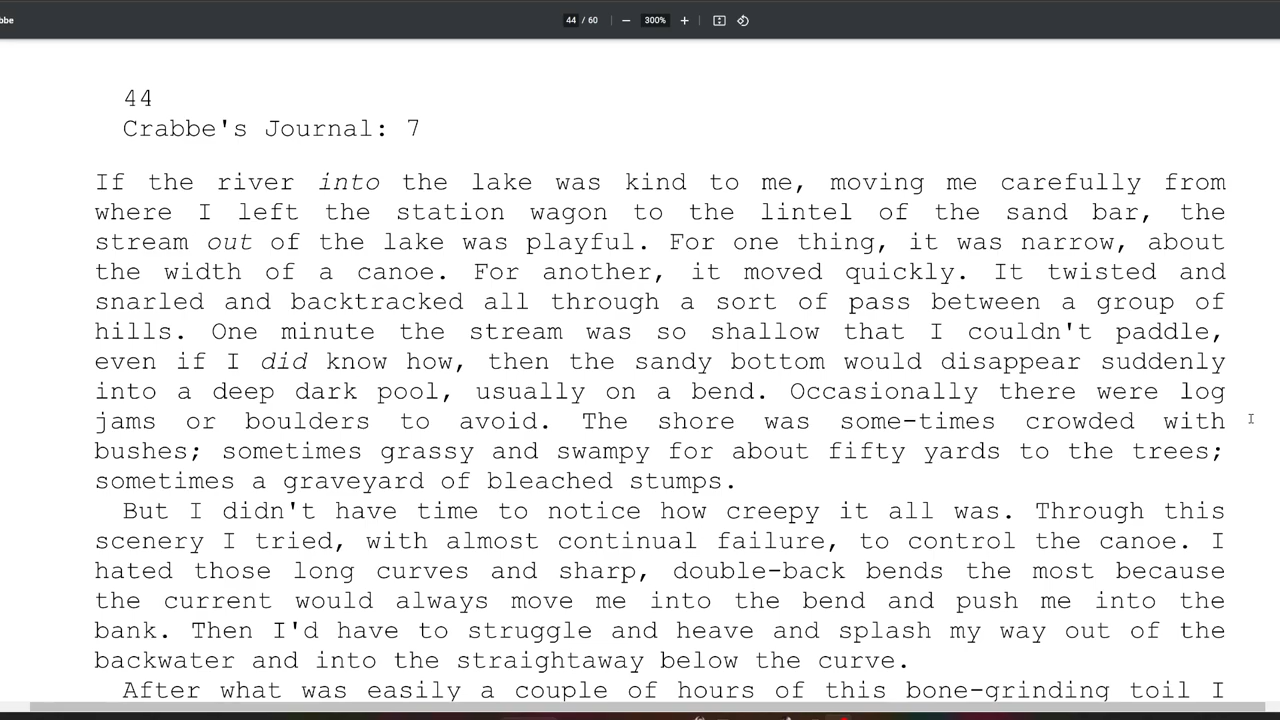 bbe
44 / 60
300%
44
Crabbe's Journal: 7
If the river into the lake was kind to me, moving me carefully from
where I left the station wagon to the lintel of the sand bar, the
stream out of the lake was playful. For one thing, it was narrow, about
the width of a canoe. For another, it moved quickly. It twisted and
snarled and backtracked all through a sort of pass between a group of
hills. One minute the stream was so shallow that I couldn't paddle,
even if I did know how, then the sandy bottom would disappear suddenly
into a deep dark pool, usually on a bend. Occasionally there were log
jams or boulders to avoid. The shore was some-times crowded with
bushes; sometimes grassy and swampy for about fifty yards to the trees;
sometimes a graveyard of bleached stumps.
But I didn't have time to notice how creepy it all was. Through this
scenery I tried, with almost continual failure, to control the canoe. I
hated those long curves and sharp, double-back bends the most because
the current would always move me into the bend and push me into the
bank. Then I'd have to struggle and heave and splash my way out of the
backwater and into the straightaway below the curve.
After what was easily a couple of hours of this bone-grinding toil I